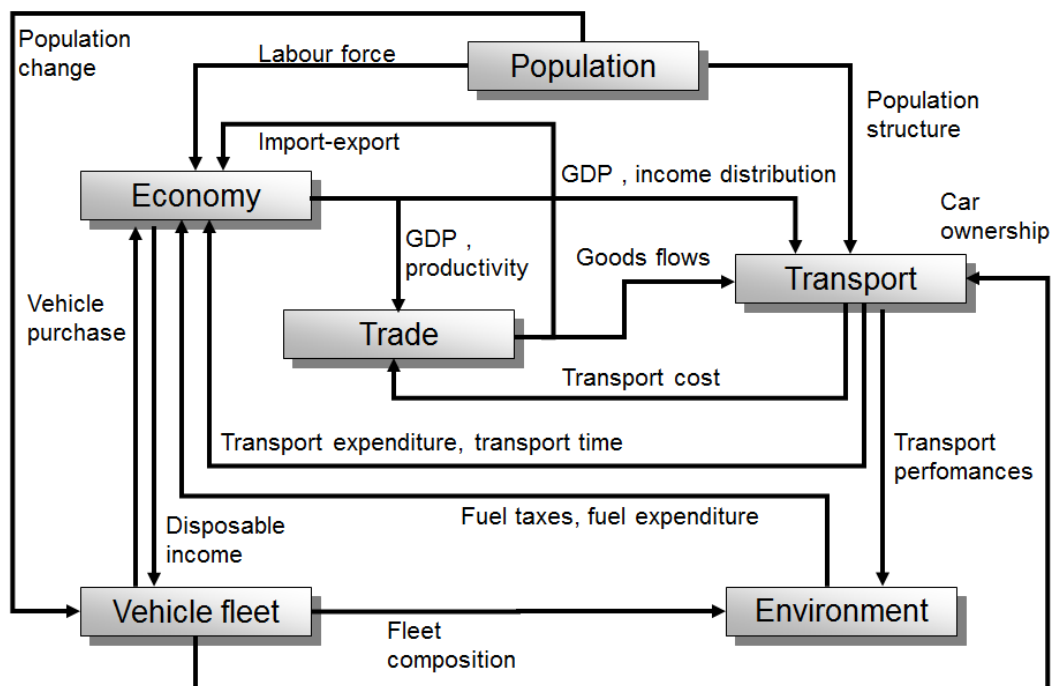 Population
change
Labour force
Population
Population
structure
Import-export
Economy
GDP , income distribution
Car
ownership
GDP ,
productivity
Goods flows
Transport
Vehicle
purchase
Trade
Transport cost
Transport expenditure, transport time
Transport
perfomances
Fuel taxes, fuel expenditure
Disposable
income
Vehicle fleet
Environment
Fleet
composition